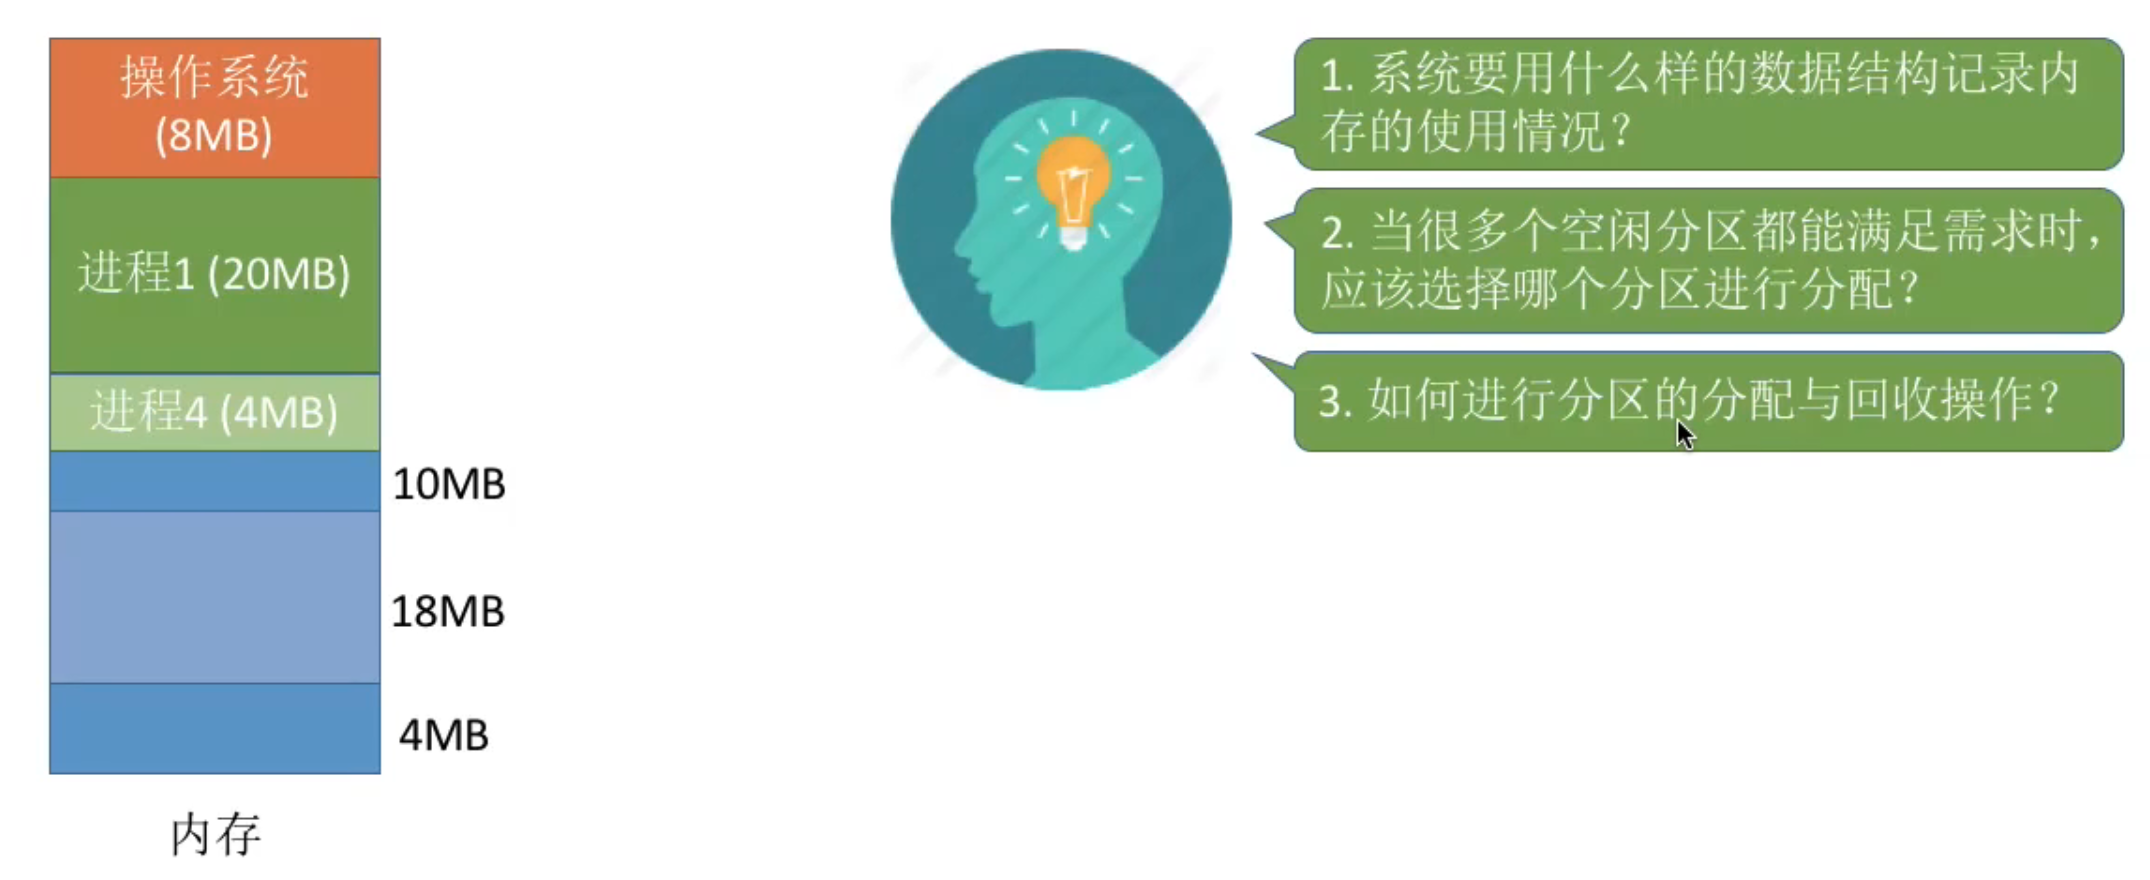 操作系统
(8MB)
进程1 (20MB)
进程4 (4MB)
10MB
18MB
4MB
内存
1. 系统要用什么样的数据结构记录内
存的使用情况？
2. 当很多个空闲分区都能满足需求时，
应该选择哪个分区进行分配？
3. 如何进行分区的分配与回收操作？